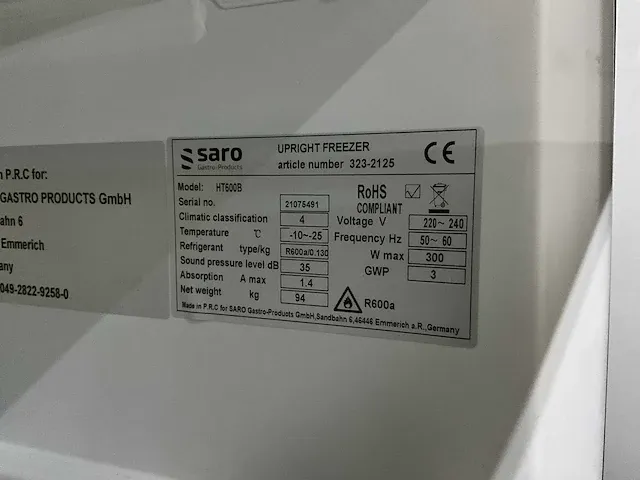 n P.R.C for:
GASTRO PRODUCTS GmbH
ahn 6
Emmerich
any
049-2822-9258-0
saro
Gastro-Products
UPRIGHT FREEZER
article number 323-2125
CE
Model: HT600B
Serial no. 21075491
Climatic classification 4
Temperature °C -10~-25
Refrigerant type/kg R600a/0.130
Sound pressure level dB 35
Absorption A max 1.4
Net weight kg 94
RoHS
COMPLIANT
Voltage V 220~ 240
Frequency Hz 50~ 60
W max 300
GWP 3
R600a
Made in P.R.C for SARO Gastro-Products GmbH,Sandbahn 6,46446 Emmerich a.R.,Germany